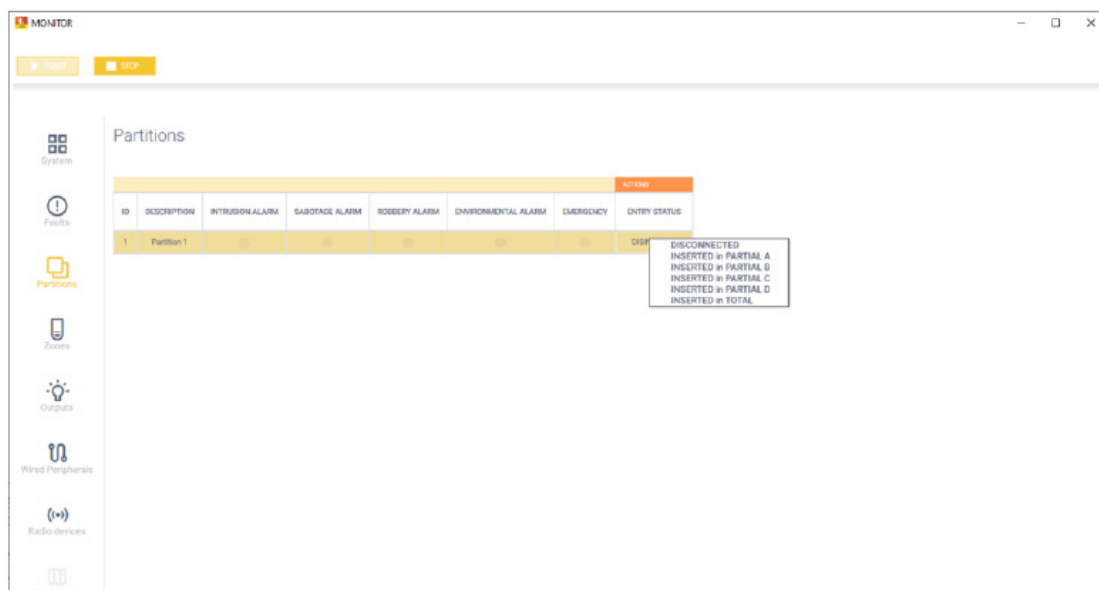 MONITOR
START
STOP
Partitions
System
Faults
Partitions
Zones
Outputs
Wired Peripherals
Radio devices
ACTIONS
ID DESCRIPTION INTRUSION ALARM SABOTAGE ALARM ROBBERY ALARM ENVIRONMENTAL ALARM EMERGENCY ENTRY STATUS
1 Partition 1
DISCONNECTED
INSERTED in PARTIAL A
INSERTED in PARTIAL B
INSERTED in PARTIAL C
INSERTED in PARTIAL D
INSERTED in TOTAL